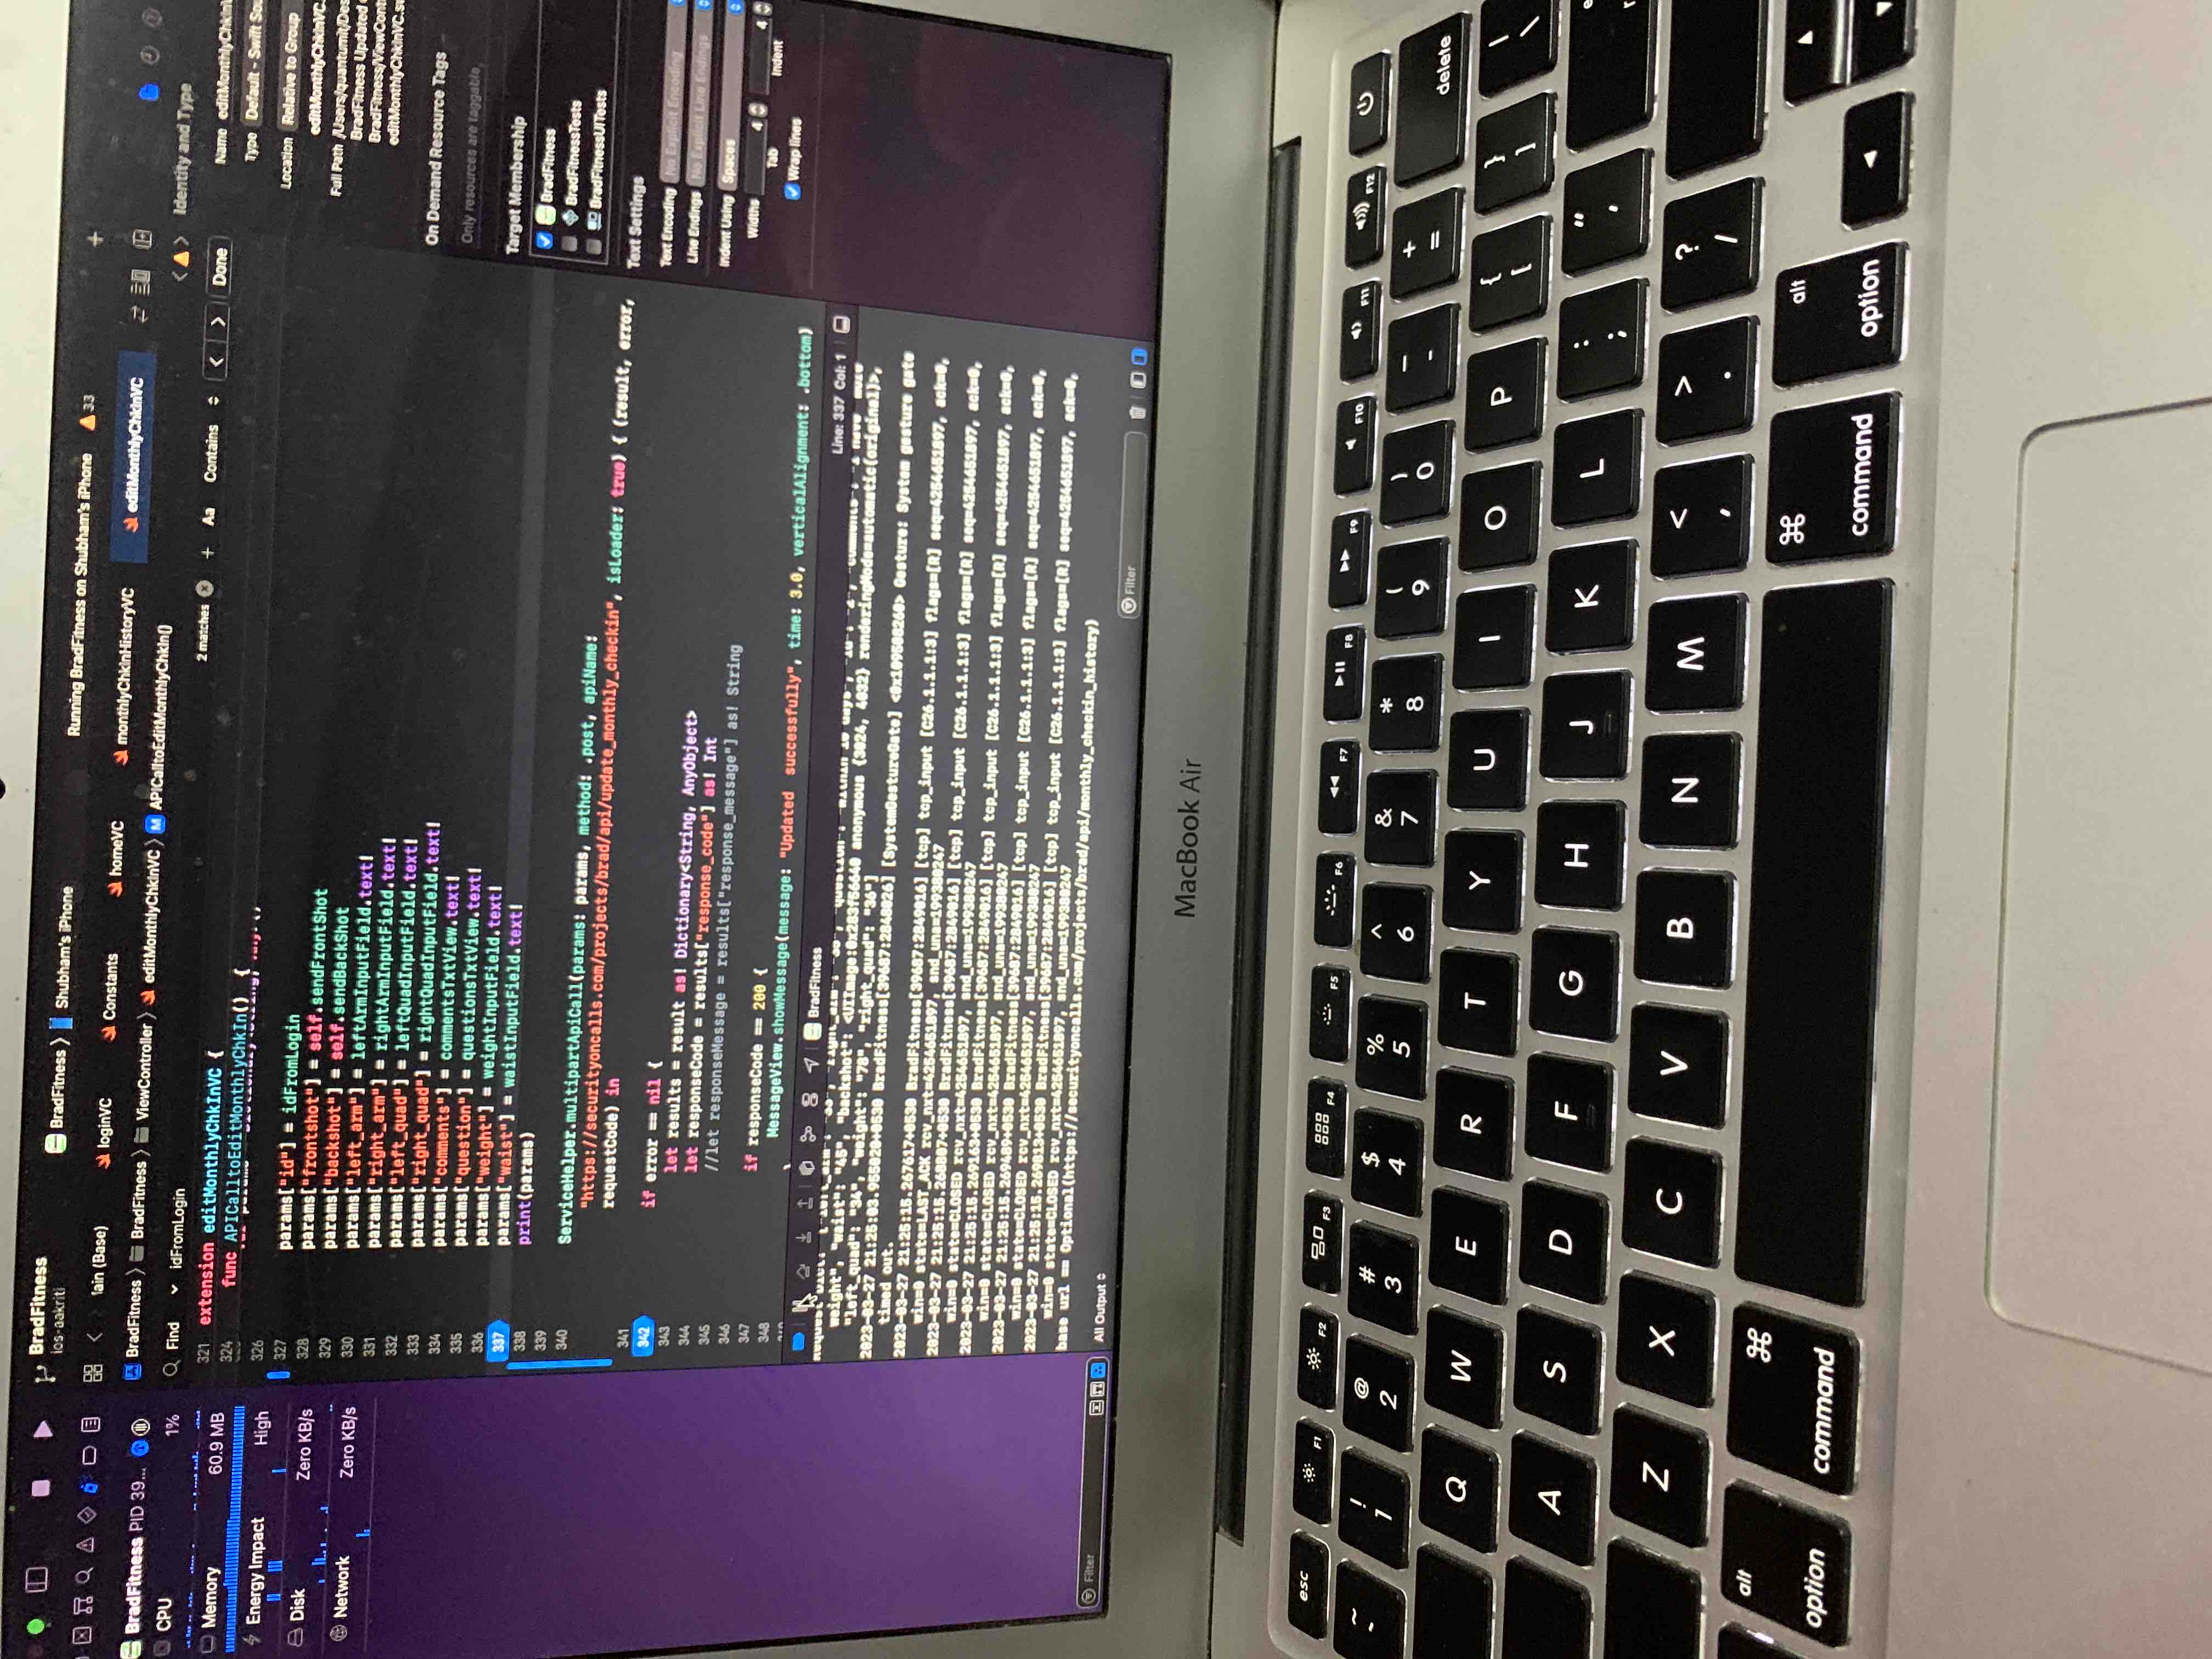 BradFitness
ios-aakriti
BradFitness 〉 Shubham's iPhone
Running BradFitness on Shubham's iPhone 33
lain (Base) loginVC Constants homeVC monthlyChkInHistoryVC editMonthlyChkInVC
BradFitness 〉 BradFitness 〉 ViewController 〉 editMonthlyChkInVC 〉 M APICalltoEditMonthlyChkIn()
Find idFromLogin
2 matches + Aa Contains < > Done
BradFitness PID 39...
CPU 1%
Memory 60.9 MB
Energy Impact High
Disk Zero KB/s
Network Zero KB/s
Filter
321 extension editMonthlyChkInVC {
324 func APICalltoEditMonthlyChkIn() {
326
327 params["id"] = idFromLogin
328 params["frontshot"] = self.sendFrontShot
329 params["backshot"] = self.sendBackShot
330 params["left_arm"] = leftArmInputField.text!
331 params["right_arm"] = rightArmInputField.text!
332 params["left_quad"] = leftQuadInputField.text!
333 params["right_quad"] = rightQuadInputField.text!
334 params["comments"] = commentsTxtView.text!
335 params["question"] = questionsTxtView.text!
336 params["weight"] = weightInputField.text!
337 params["waist"] = waistInputField.text!
338 print(params)
339
340 ServiceHelper.multipartApiCall(params: params, method: .post, apiName:
"https://securityoncalls.com/projects/brad/api/update_monthly_checkin", isLoader: true) { (result, error,
requestCode) in
341
342 if error == nil {
343 let results = result as! Dictionary<String, AnyObject>
344 let responseCode = results["response_code"] as! Int
345 //let responseMessage = results["response_message"] as! String
346
347 if responseCode == 200 {
348 MessageView.showMessage(message: "Updated  successfully", time: 3.0, verticalAlignment: .bottom)
BradFitness
Line: 337 Col: 1
weight", "waist": "45", "backshot": <UIImage:0x283f56640 anonymous {3024, 4032} renderingMode=automatic(original)>,
"left_quad": "34", "weight": "78", "right_quad": "36"]
2023-03-27 21:25:03.955020+0530 BradFitness[39687:2848026] [SystemGestureGate] <0x109508260> Gesture: System gesture gate
timed out.
2023-03-27 21:25:15.267617+0530 BradFitness[39687:2849016] [tcp] tcp_input [C26.1.1.1:3] flags=[R] seq=4254651897, ack=0,
win=0 state=LAST_ACK rcv_nxt=4254651897, snd_una=199380247
2023-03-27 21:25:15.268807+0530 BradFitness[39687:2849016] [tcp] tcp_input [C26.1.1.1:3] flags=[R] seq=4254651897, ack=0,
win=0 state=CLOSED rcv_nxt=4254651897, snd_una=199380247
2023-03-27 21:25:15.269163+0530 BradFitness[39687:2849016] [tcp] tcp_input [C26.1.1.1:3] flags=[R] seq=4254651897, ack=0,
win=0 state=CLOSED rcv_nxt=4254651897, snd_una=199380247
2023-03-27 21:25:15.269489+0530 BradFitness[39687:2849016] [tcp] tcp_input [C26.1.1.1:3] flags=[R] seq=4254651897, ack=0,
win=0 state=CLOSED rcv_nxt=4254651897, snd_una=199380247
2023-03-27 21:25:15.269813+0530 BradFitness[39687:2849016] [tcp] tcp_input [C26.1.1.1:3] flags=[R] seq=4254651897, ack=0,
win=0 state=CLOSED rcv_nxt=4254651897, snd_una=199380247
base url == Optional(https://securityoncalls.com/projects/brad/api/monthly_checkin_history)
All Output
Filter
Identity and Type
Name editMonthlyChkInV
Type Default - Swift Sou
Location Relative to Group
editMonthlyChkInVC.
Full Path /Users/quantumit/Des
BradFitness Updated
BradFitness/ViewCont
editMonthlyChkInVC.sw
On Demand Resource Tags
Only resources are taggable
Target Membership
BradFitness
BradFitnessTests
BradFitnessUITests
Text Settings
Text Encoding No Explicit Encoding
Line Endings No Explicit Line Endings
Indent Using Spaces
Widths 4 4
Tab Indent
Wrap lines
MacBook Air
esc F1 F2 F3 F4 F5 F6 F7 F8 F9 F10 F11 F12
~ ! @ # $ % ^ & * ( ) _ +
1 2 3 4 5 6 7 8 9 0 - = delete
Q W E R T Y U I O P { [ } ] | \
A S D F G H J K L : ; " '
Z X C V B N M < , > . ? /
alt ⌘ ⌘ alt
option command command option